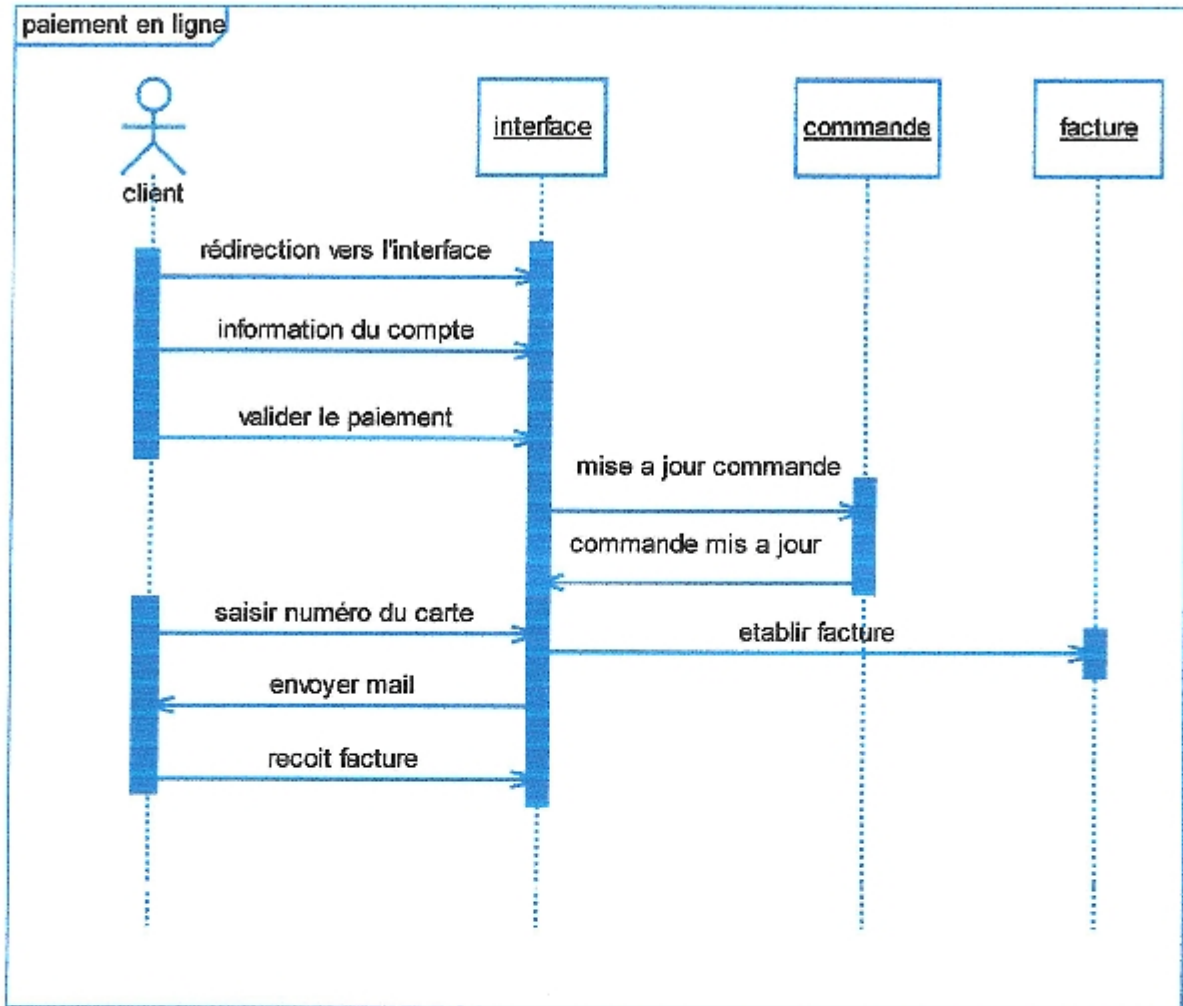 paiement en ligne
client
interface
commande
facture
rédirection vers l'interface
information du compte
valider le paiement
mise a jour commande
commande mis a jour
saisir numéro du carte
etablir facture
envoyer mail
recoit facture